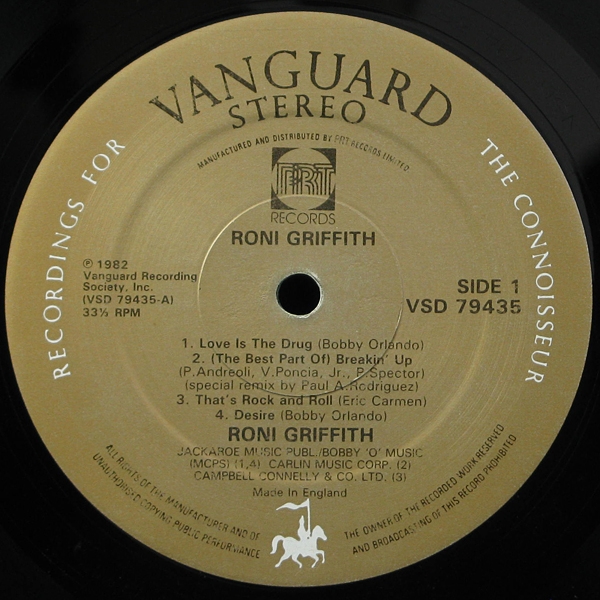 VANGUARD
STEREO
RECORDINGS FOR
THE CONNOISSEUR
MANUFACTURED AND DISTRIBUTED BY PRT RECORDS LIMITED
PRT
RECORDS
RONI GRIFFITH
℗ 1982
Vanguard Recording
Society, Inc.
(VSD 79435-A)
33⅓ RPM
SIDE 1
VSD 79435
1. Love Is The Drug (Bobby Orlando)
2. (The Best Part Of) Breakin' Up
(P.Andreoli, V.Poncia, Jr., P.Spector)
(special remix by Paul A.Rodriguez)
3. That's Rock and Roll (Eric Carmen)
4. Desire (Bobby Orlando)
RONI GRIFFITH
JACKAROE MUSIC PUBL./BOBBY 'O' MUSIC
(MCPS) (1,4) CARLIN MUSIC CORP. (2)
CAMPBELL CONNELLY & CO. LTD. (3)
Made In England
ALL RIGHTS OF THE MANUFACTURER AND OF
THE OWNER OF THE RECORDED WORK RESERVED
UNAUTHORISED COPYING PUBLIC PERFORMANCE
AND BROADCASTING OF THIS RECORD PROHIBITED